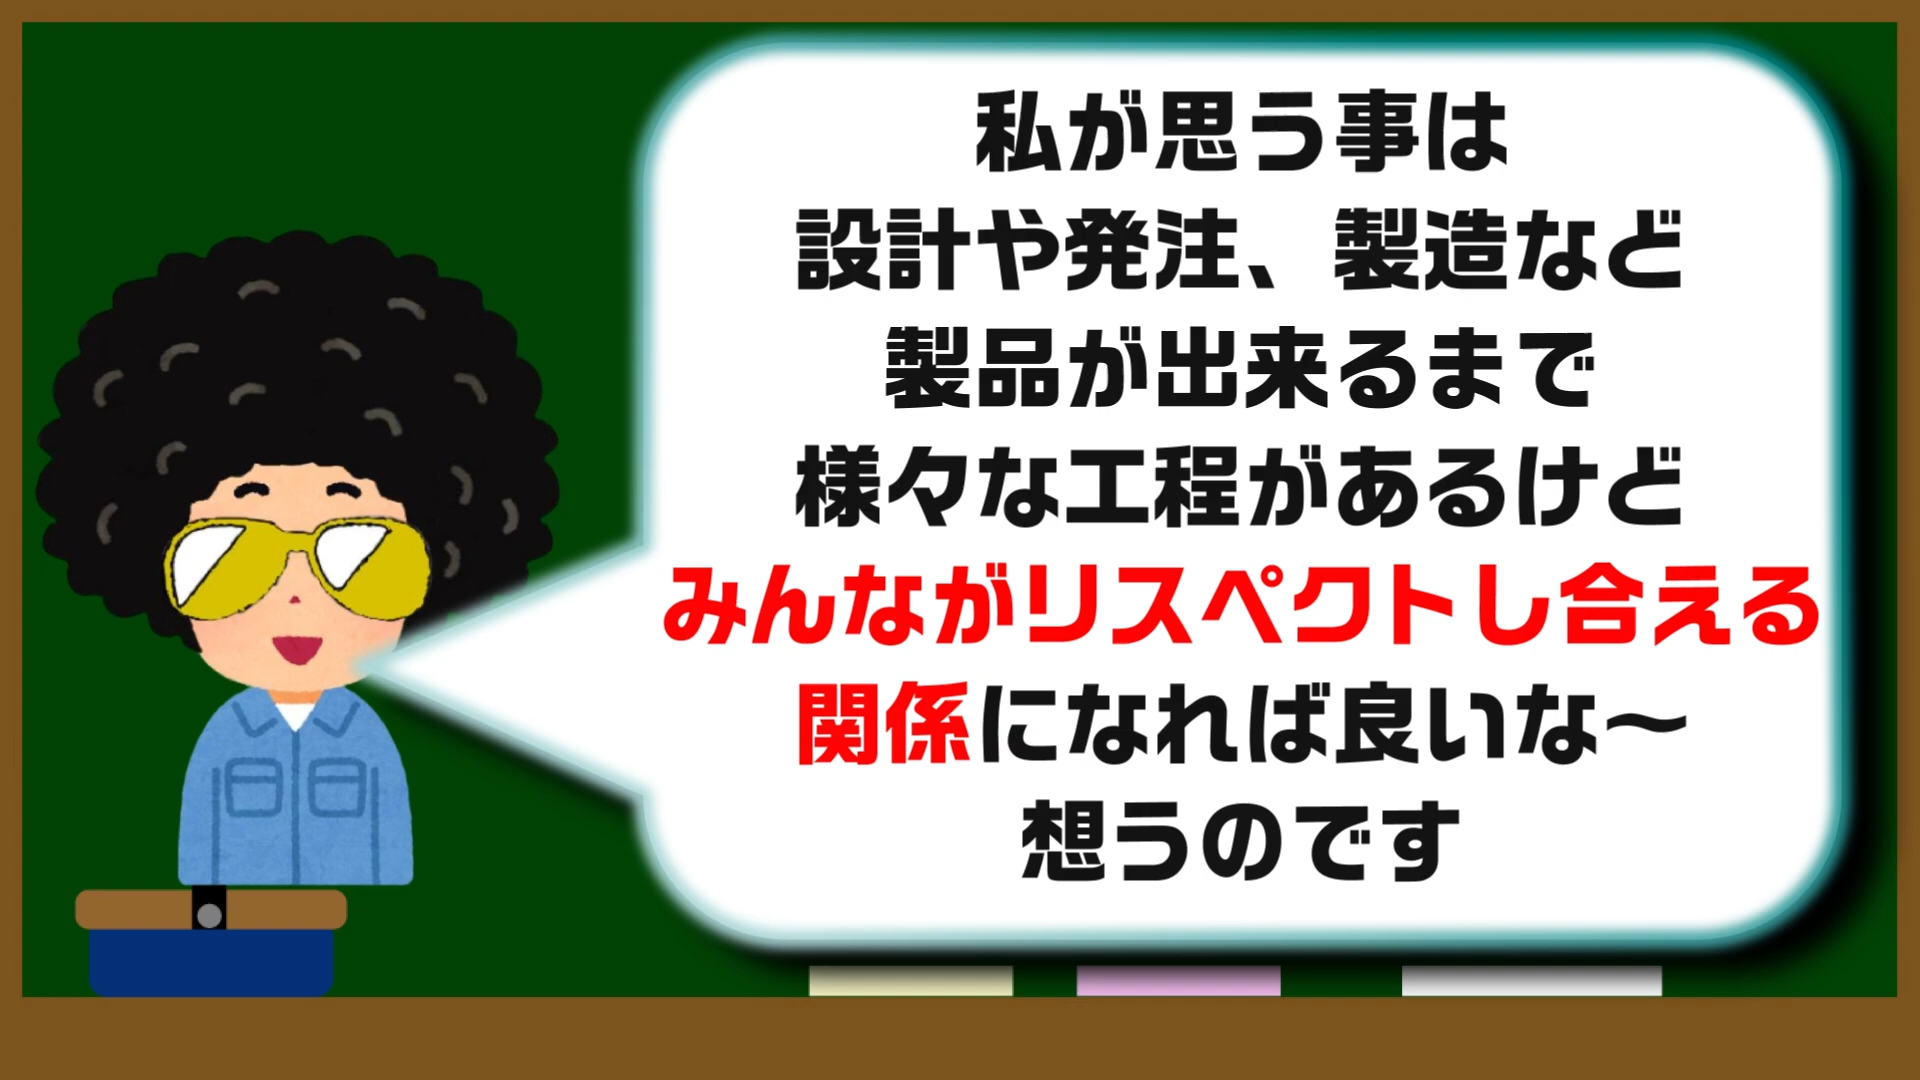 私が思う事は
設計や発注、製造など
製品が出来るまで
様々な工程があるけど
みんながリスペクトし合える
関係になれば良いな～
想うのです